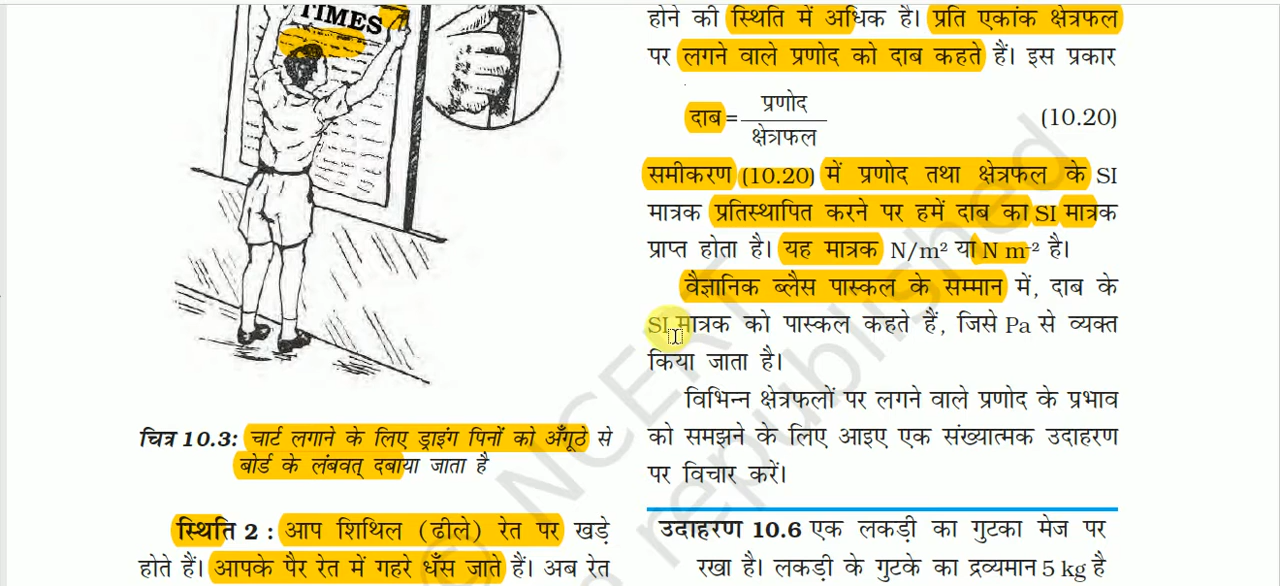 TIMES
चित्र 10.3: चार्ट लगाने के लिए ड्राइंग पिनों को अँगूठे से
बोर्ड के लंबवत् दबाया जाता है
स्थिति 2 : आप शिथिल (ढीले) रेत पर खड़े
होते हैं। आपके पैर रेत में गहरे धँस जाते हैं। अब रेत
होने की स्थिति में अधिक है। प्रति एकांक क्षेत्रफल
पर लगने वाले प्रणोद को दाब कहते हैं। इस प्रकार
दाब = प्रणोद
क्षेत्रफल
(10.20)
समीकरण (10.20) में प्रणोद तथा क्षेत्रफल के SI
मात्रक प्रतिस्थापित करने पर हमें दाब का SI मात्रक
प्राप्त होता है। यह मात्रक N/m² या N m⁻² है।
वैज्ञानिक ब्लैस पास्कल के सम्मान में, दाब के
SI मात्रक को पास्कल कहते हैं, जिसे Pa से व्यक्त
किया जाता है।
विभिन्न क्षेत्रफलों पर लगने वाले प्रणोद के प्रभाव
को समझने के लिए आइए एक संख्यात्मक उदाहरण
पर विचार करें।
उदाहरण 10.6 एक लकड़ी का गुटका मेज पर
रखा है। लकड़ी के गुटके का द्रव्यमान 5 kg है
© NCERT
republished